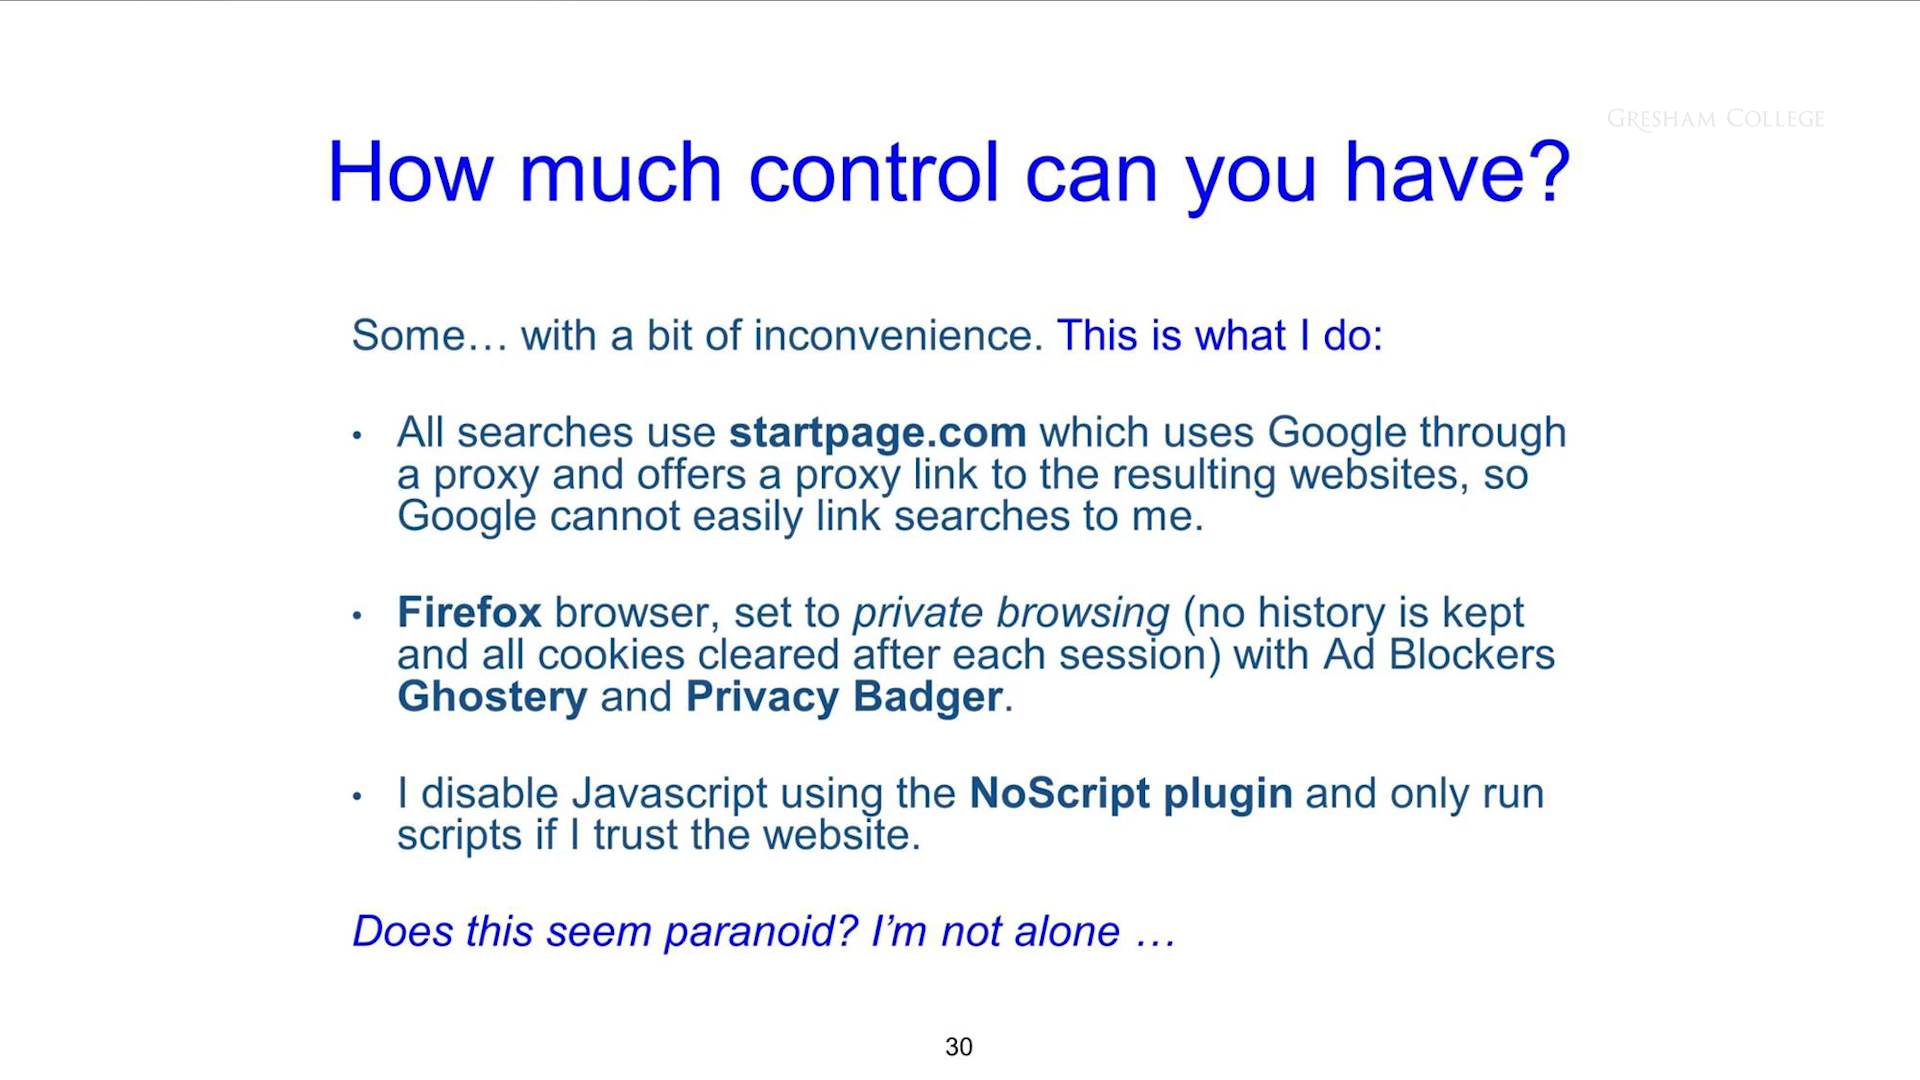 GRESHAM COLLEGE
How much control can you have?
Some… with a bit of inconvenience. This is what I do:
• All searches use startpage.com which uses Google through
a proxy and offers a proxy link to the resulting websites, so
Google cannot easily link searches to me.
• Firefox browser, set to private browsing (no history is kept
and all cookies cleared after each session) with Ad Blockers
Ghostery and Privacy Badger.
• I disable Javascript using the NoScript plugin and only run
scripts if I trust the website.
Does this seem paranoid? I’m not alone …
30